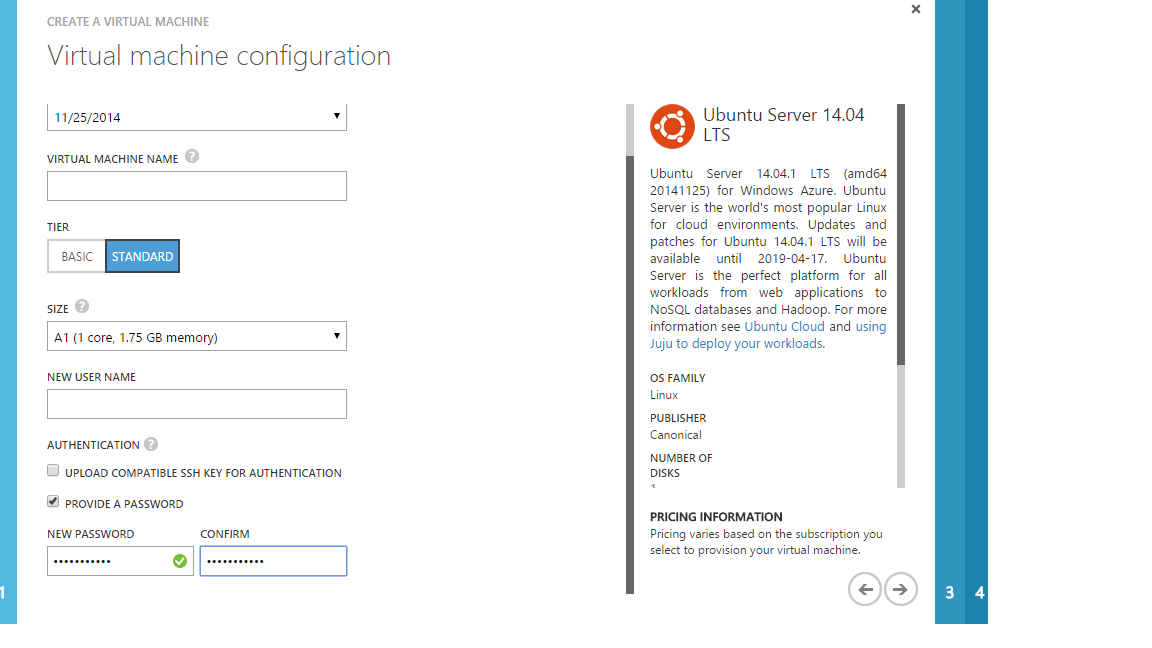 CREATE A VIRTUAL MACHINE
Virtual machine configuration
11/25/2014
VIRTUAL MACHINE NAME ?
TIER
BASIC STANDARD
SIZE ?
A1 (1 core, 1.75 GB memory)
NEW USER NAME
AUTHENTICATION ?
UPLOAD COMPATIBLE SSH KEY FOR AUTHENTICATION
PROVIDE A PASSWORD
NEW PASSWORD CONFIRM
••••••••••• •••••••••••
Ubuntu Server 14.04
LTS
Ubuntu Server 14.04.1 LTS (amd64
20141125) for Windows Azure. Ubuntu
Server is the world's most popular Linux
for cloud environments. Updates and
patches for Ubuntu 14.04.1 LTS will be
available until 2019-04-17. Ubuntu
Server is the perfect platform for all
workloads from web applications to
NoSQL databases and Hadoop. For more
information see Ubuntu Cloud and using
Juju to deploy your workloads.
OS FAMILY
Linux
PUBLISHER
Canonical
NUMBER OF
DISKS
PRICING INFORMATION
Pricing varies based on the subscription you
select to provision your virtual machine.
1
3 4